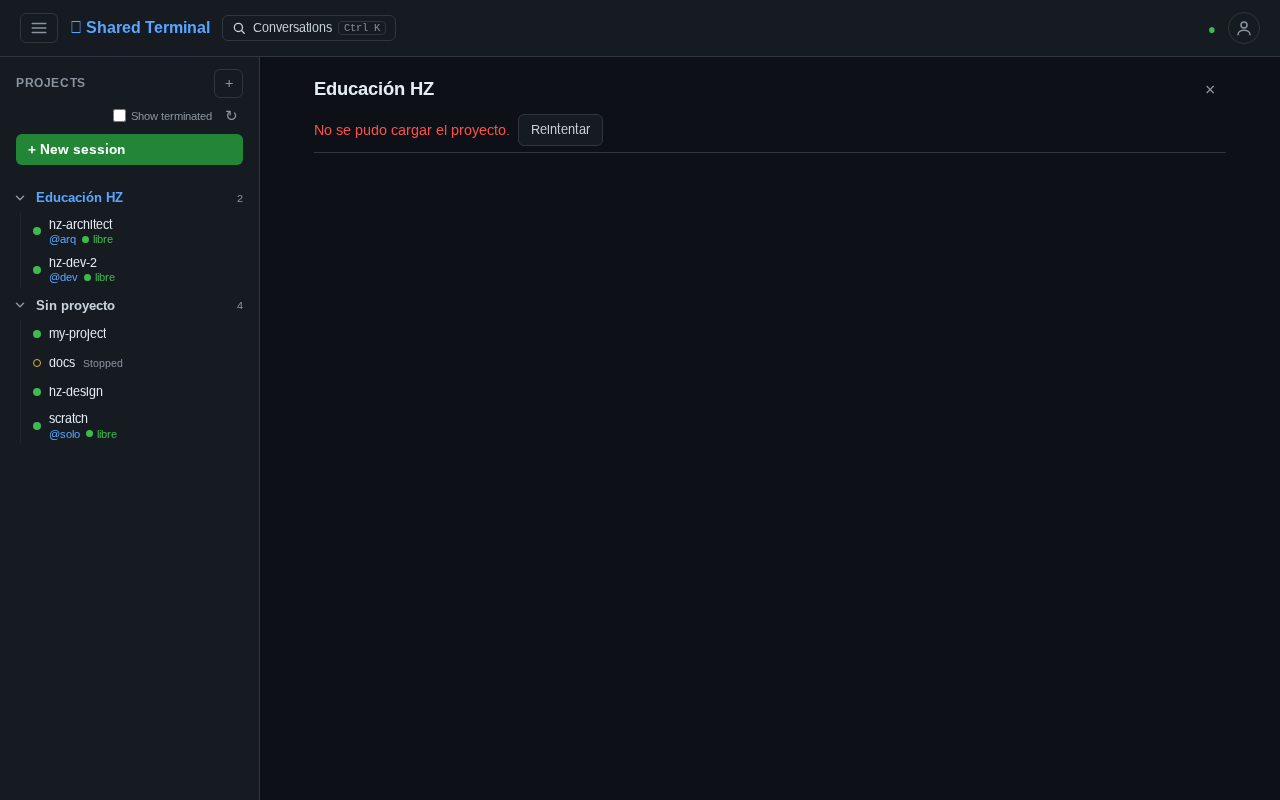 Shared Terminal
Conversations Ctrl K
PROJECTS
+
Show terminated
+ New session
Educación HZ 2
hz-architect
@arq libre
hz-dev-2
@dev libre
Sin proyecto 4
my-project
docs Stopped
hz-design
scratch
@solo libre
Educación HZ
No se pudo cargar el proyecto. Reintentar